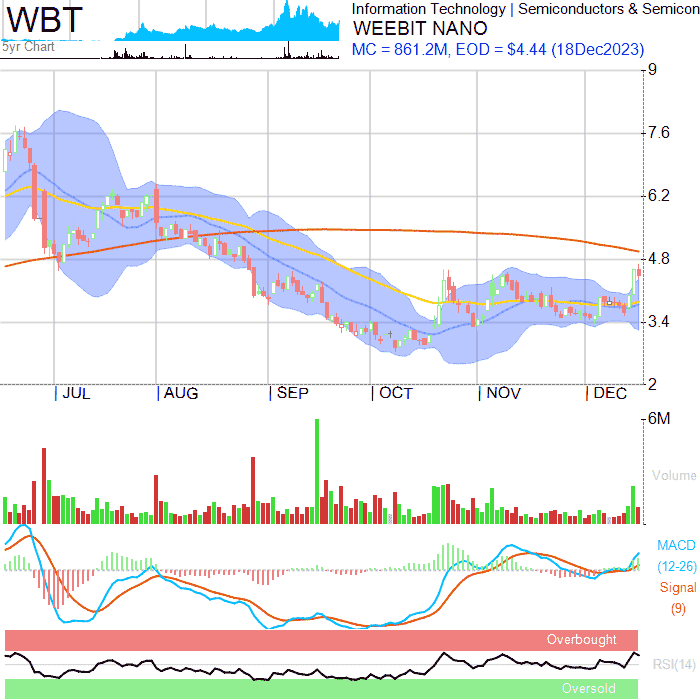 WBT
5yr Chart
Information Technology | Semiconductors & Semicon
WEEBIT NANO
MC = 861.2M, EOD = $4.44 (18Dec2023)
9
7.6
6.2
4.8
3.4
2
JUL AUG SEP OCT NOV DEC
6M
Volume
MACD
(12-26)
Signal
(9)
Overbought
RSI(14)
Oversold